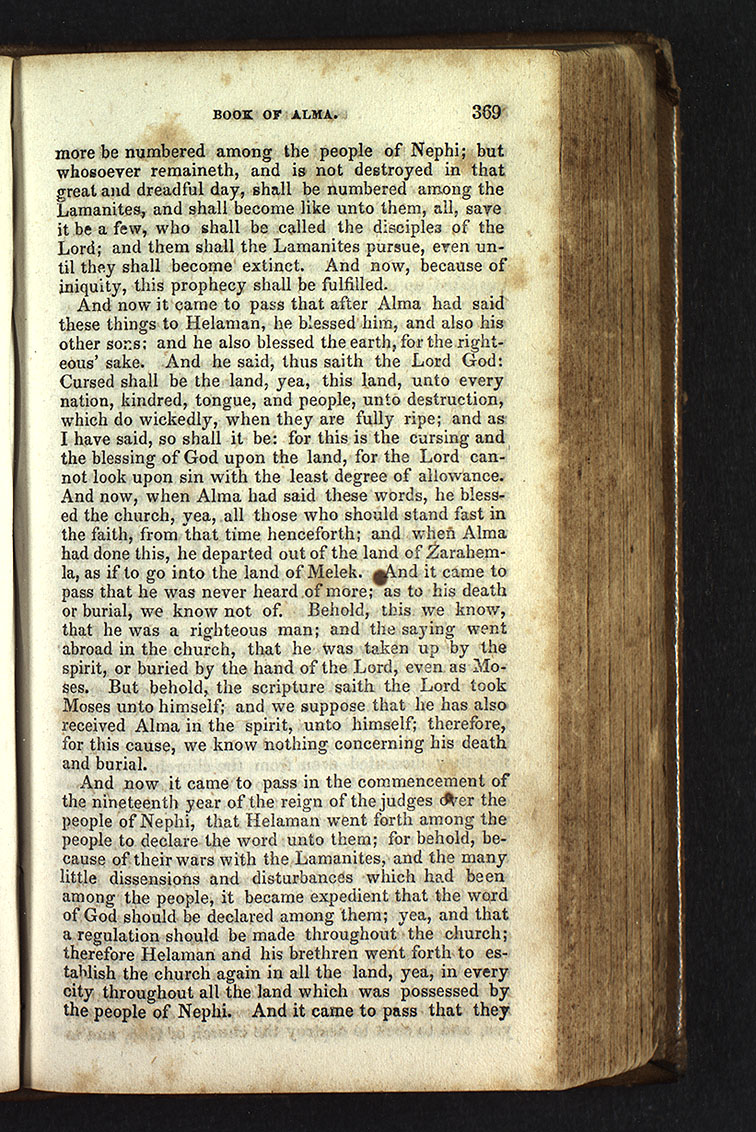 BOOK OF ALMA. 369
more be numbered among the people of Nephi; but
whosoever remaineth, and is not destroyed in that
great and dreadful day, shall be numbered among the
Lamanites, and shall become like unto them, all, save
it be a few, who shall be called the disciples of the
Lord; and them shall the Lamanites pursue, even un-
til they shall become extinct. And now, because of
iniquity, this prophecy shall be fulfilled.
And now it came to pass that after Alma had said
these things to Helaman, he blessed him, and also his
other sons: and he also blessed the earth, for the right-
eous' sake. And he said, thus saith the Lord God:
Cursed shall be the land, yea, this land, unto every
nation, kindred, tongue, and people, unto destruction,
which do wickedly, when they are fully ripe; and as
I have said, so shall it be: for this is the cursing and
the blessing of God upon the land, for the Lord can-
not look upon sin with the least degree of allowance.
And now, when Alma had said these words, he bless-
ed the church, yea, all those who should stand fast in
the faith, from that time henceforth; and when Alma
had done this, he departed out of the land of Zarahem-
la, as if to go into the land of Melek. And it came to
pass that he was never heard of more; as to his death
or burial, we know not of. Behold, this we know,
that he was a righteous man; and the saying went
abroad in the church, that he was taken up by the
spirit, or buried by the hand of the Lord, even as Mo-
ses. But behold, the scripture saith the Lord took
Moses unto himself; and we suppose that he has also
received Alma in the spirit, unto himself; therefore,
for this cause, we know nothing concerning his death
and burial.
And now it came to pass in the commencement of
the nineteenth year of the reign of the judges over the
people of Nephi, that Helaman went forth among the
people to declare the word unto them; for behold, be-
cause of their wars with the Lamanites, and the many
little dissensions and disturbances which had been
among the people, it became expedient that the word
of God should be declared among them; yea, and that
a regulation should be made throughout the church;
therefore Helaman and his brethren went forth to es-
tablish the church again in all the land, yea, in every
city throughout all the land which was possessed by
the people of Nephi. And it came to pass that they